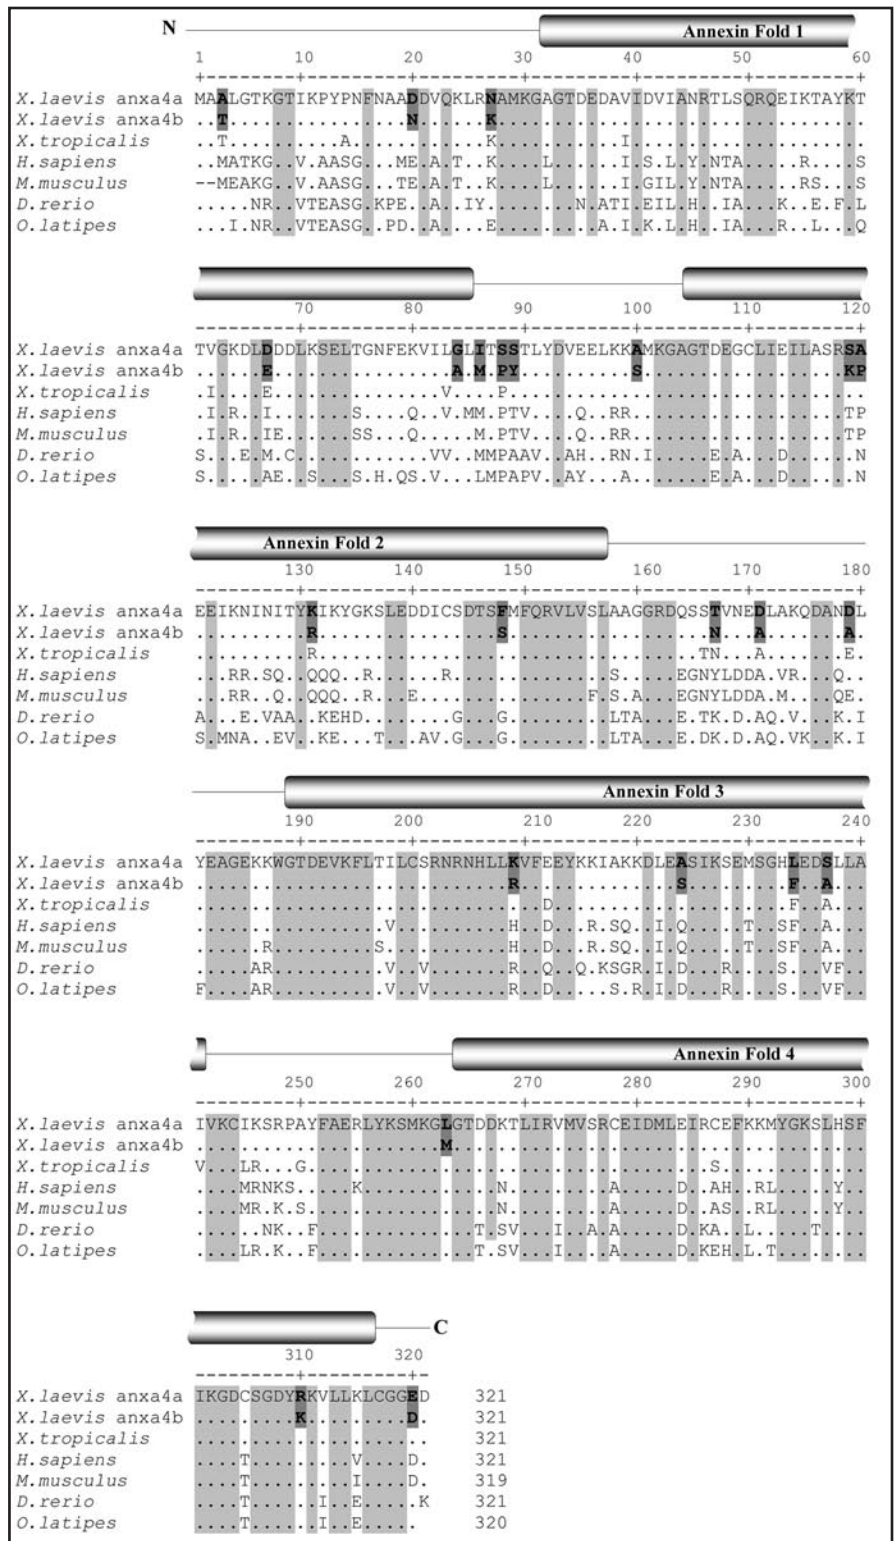 N Annexin Fold 1
1 10 20 30 40 50 60
X.laevis anxa4a MAALGTKGTIKPYPNFNAADDVQKLRNAMKGAGTDEDAVIDVIANRTLSQRQEIKTAYKT
X.laevis anxa4b ..T................N......K.................................
X.tropicalis ..T..........A............K...........I.....................
H.sapiens ..MATKG..V.AASG...ME.A.T..K....L......I.S.L.Y.NTA.....R....S
M.musculus --MEAKG..V.AASG...TE.A.T..K....L......I.GIL.Y.NTA.....RS...S
D.rerio .....NR..VTEASG.KPE..A..IY........N.ATI.EIL.H..IA...K..E.F.L
O.latipes ...I.NR..VTEASG...PD.A....E.........A.I.K.L.H..IA...R..L...Q
70 80 90 100 110 120
X.laevis anxa4a TVGKDLDDDLKSELTGNFEKVILGLITSSTLYDVEELKKAMKGAGTDEGCLIEILASRSA
X.laevis anxa4b ......E................A.M.PY..........S..................KP
X.tropicalis .I....E...............V....P................................
H.sapiens .I.R..I.......S....Q..V.MM.PTV....Q..RR...................TP
M.musculus .I.R..IE......SS...Q.....M.PTV....Q..RR...................TP
D.rerio S...E.M.C............VV..MMPAAV..AH..RN.I.....E.A...D......N
O.latipes S.....AE..S...S.H.QS..V..LMPAPV..AY...A.......E.A...D......N
Annexin Fold 2
130 140 150 160 170 180
X.laevis anxa4a EEIKNINITYKIKYGKSLEDDICSDTSFMFQRVLVSLAAGGRDQSSTVNEDLAKQDANDL
X.laevis anxa4b ..........R................S..................N...A.......A.
X.tropicalis ..........R..................................TN...A.......E.
H.sapiens ...RR.SQ..QQQ..R......R..............S.....EGNYLDDA.VR...Q..
M.musculus ...RR..Q..QQQ..R...E...............F.S.A...EGNYLDDA.M....QE.
D.rerio A...E.VAA.KEHD.........G...G.........LTA...E.TK.D.AQ.V...K.I
O.latipes S.MNA..EV.KE....T...AV.G...G.........LTA...E.DK.D.AQ.VK..K.I
Annexin Fold 3
190 200 210 220 230 240
X.laevis anxa4a YEAGEKKWGTDEVKFLTILCSRNRNHLLKVFEEYKKIAKKDLEASIKSEMSGHLEDSLLA
X.laevis anxa4b ............................R..............S.........F..A...
X.tropicalis ...............................D.....................F..A...
H.sapiens .................V..........H..D...R.SQ..I.Q.....T..SF..A...
M.musculus ......R.........S...........H..D...R.SQ..I.Q.....T..SF..A...
D.rerio .....AR..........V..V.......R..Q..Q.KSGR.I.D...R....S...VF..
O.latipes F....AR..........V..V.......R..D.....S.R.I.D...R....S...VF..
Annexin Fold 4
250 260 270 280 290 300
X.laevis anxa4a IVKCIKSRPAYFAERLYKSMKGLGTDDKTLIRVMVSRCEIDMLEIRCEFKKMYGKSLHSF
X.laevis anxa4b ......................M.....................................
X.tropicalis V...LR...G....................................S.............
H.sapiens ....MRNKS.....K............N.........A.....D.AH..RL......Y..
M.musculus ....MR.K.S.................N.........A.....D.AS..RL......Y..
D.rerio ......NK..F..............T.SV...I..A.A.....D.KA..L.....T....
O.latipes ....LR.K..F..............T.SV...I....A.....D.KEH.L.T........
C
310 320
X.laevis anxa4a IKGDCSGDYRKVLLKLCGGED 321
X.laevis anxa4b .........K.........D. 321
X.tropicalis ..................... 321
H.sapiens ....T.........V....D. 321
M.musculus ....T.........I....D. 319
D.rerio ....T......I..E.....K 321
O.latipes ....T......I..E..... 320